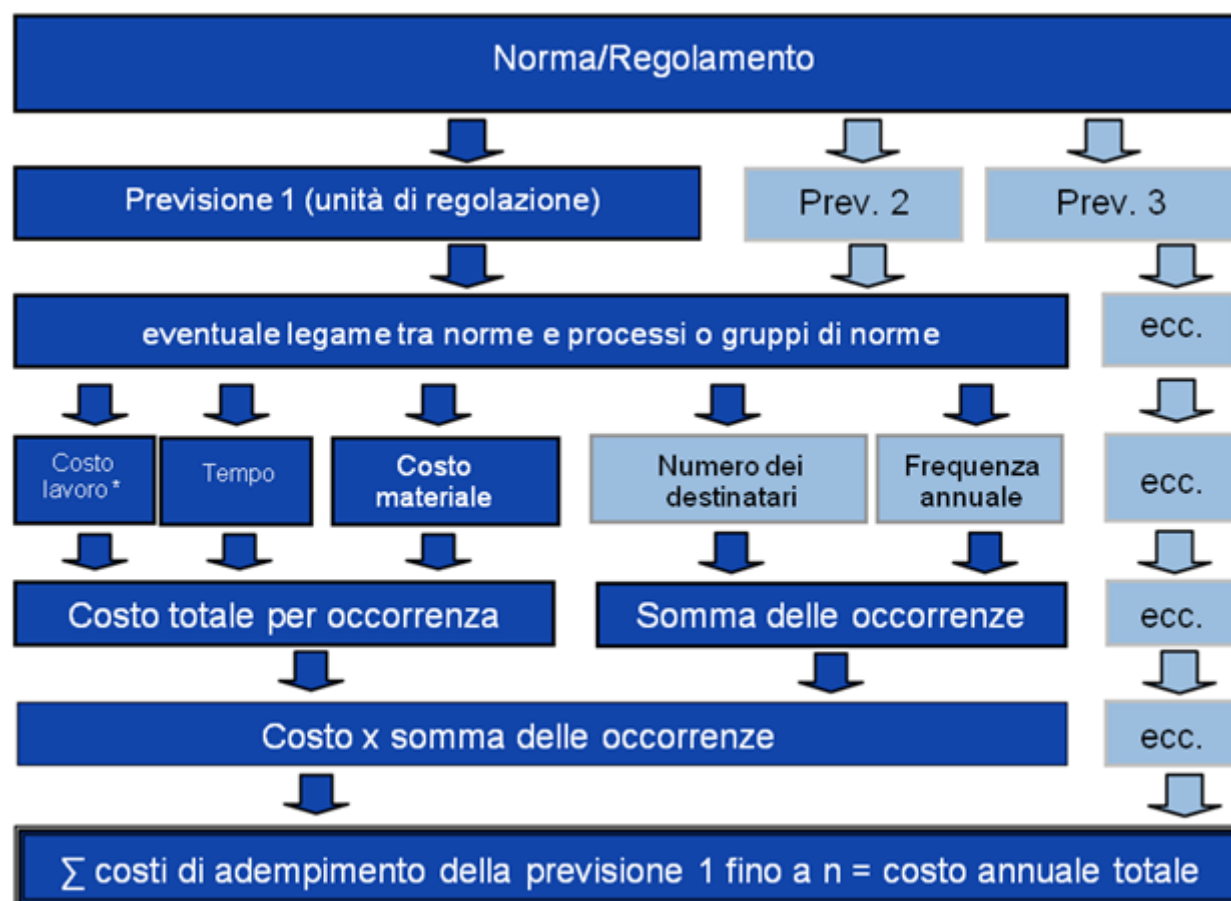 Norma/Regolamento
Previsione 1 (unità di regolazione)
Prev. 2
Prev. 3
eventuale legame tra norme e processi o gruppi di norme
ecc.
Costo
lavoro*
Tempo
Costo
materiale
Numero dei
destinatari
Frequenza
annuale
ecc.
Costo totale per occorrenza
Somma delle occorrenze
ecc.
Costo x somma delle occorrenze
ecc.
∑ costi di adempimento della previsione 1 fino a n = costo annuale totale